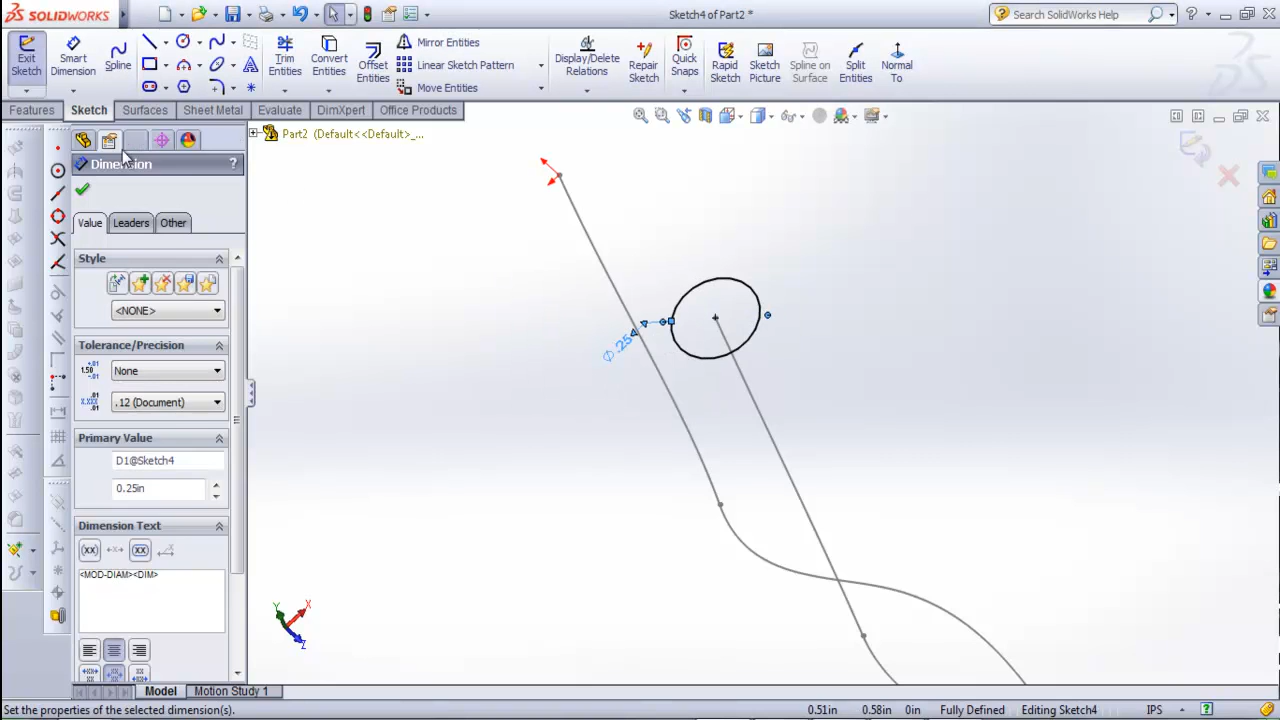 SOLIDWORKS
Sketch4 of Part2 *
Search SolidWorks Help
Exit Sketch
Smart Dimension
Spline
Trim Entities
Convert Entities
Offset Entities
Mirror Entities
Linear Sketch Pattern
Move Entities
Display/Delete Relations
Repair Sketch
Quick Snaps
Rapid Sketch
Sketch Picture
Spline on Surface
Split Entities
Normal To
Features Sketch Surfaces Sheet Metal Evaluate DimXpert Office Products
Part2 (Default<<Default>_...
Dimension ?
Value Leaders Other
Style
<NONE>
Tolerance/Precision
None
.12 (Document)
Primary Value
D1@Sketch4
0.25in
Dimension Text
(xx) +x+ (xx)
<MOD-DIAM><DIM>
Ø.25
Y X Z
Model Motion Study 1
Set the properties of the selected dimension(s). 0.51in 0.58in 0in Fully Defined Editing Sketch4 IPS ?